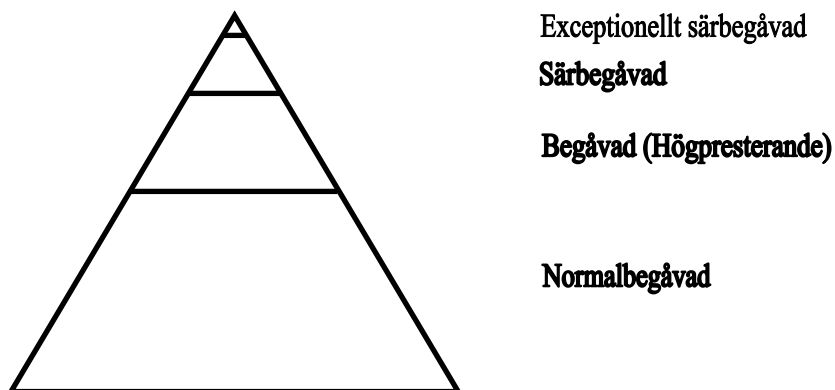 Exceptionellt särbegåvad
Särbegåvad
Begåvad (Högpresterande)
Normalbegåvad